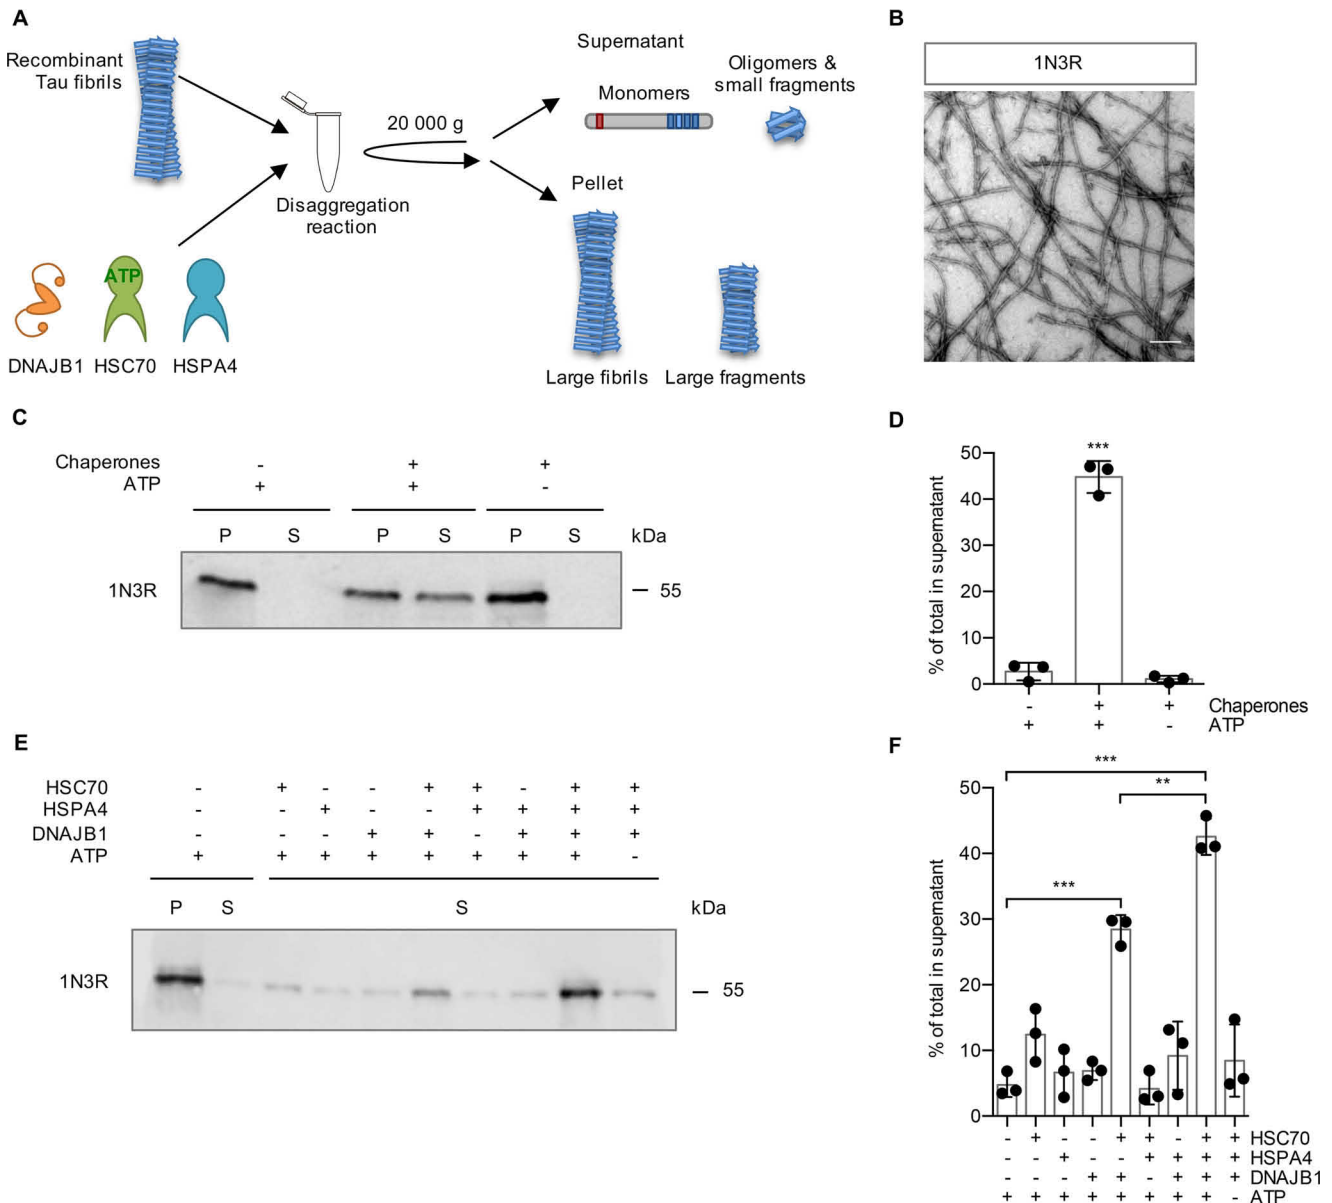 A
Recombinant
Tau fibrils
ATP
DNAJB1 HSC70 HSPA4
Disaggregation
reaction
20 000 g
Supernatant
Monomers
Oligomers &
small fragments
Pellet
Large fibrils
Large fragments
B
1N3R
C
Chaperones - + +
ATP + + -
P S P S P S kDa
1N3R
55
D
***
% of total in supernatant
50
40
30
20
10
0
- + + Chaperones
+ + - ATP
E
HSC70 - + - - + + - + +
HSPA4 - - + - - + + + +
DNAJB1 - - - + + - + + +
ATP + + + + + + + + -
P S S kDa
1N3R
55
F
***
**
***
% of total in supernatant
50
40
30
20
10
0
- + - - + + - + + HSC70
- - + - - + + + + HSPA4
- - - + + - + + + DNAJB1
+ + + + + + + + - ATP